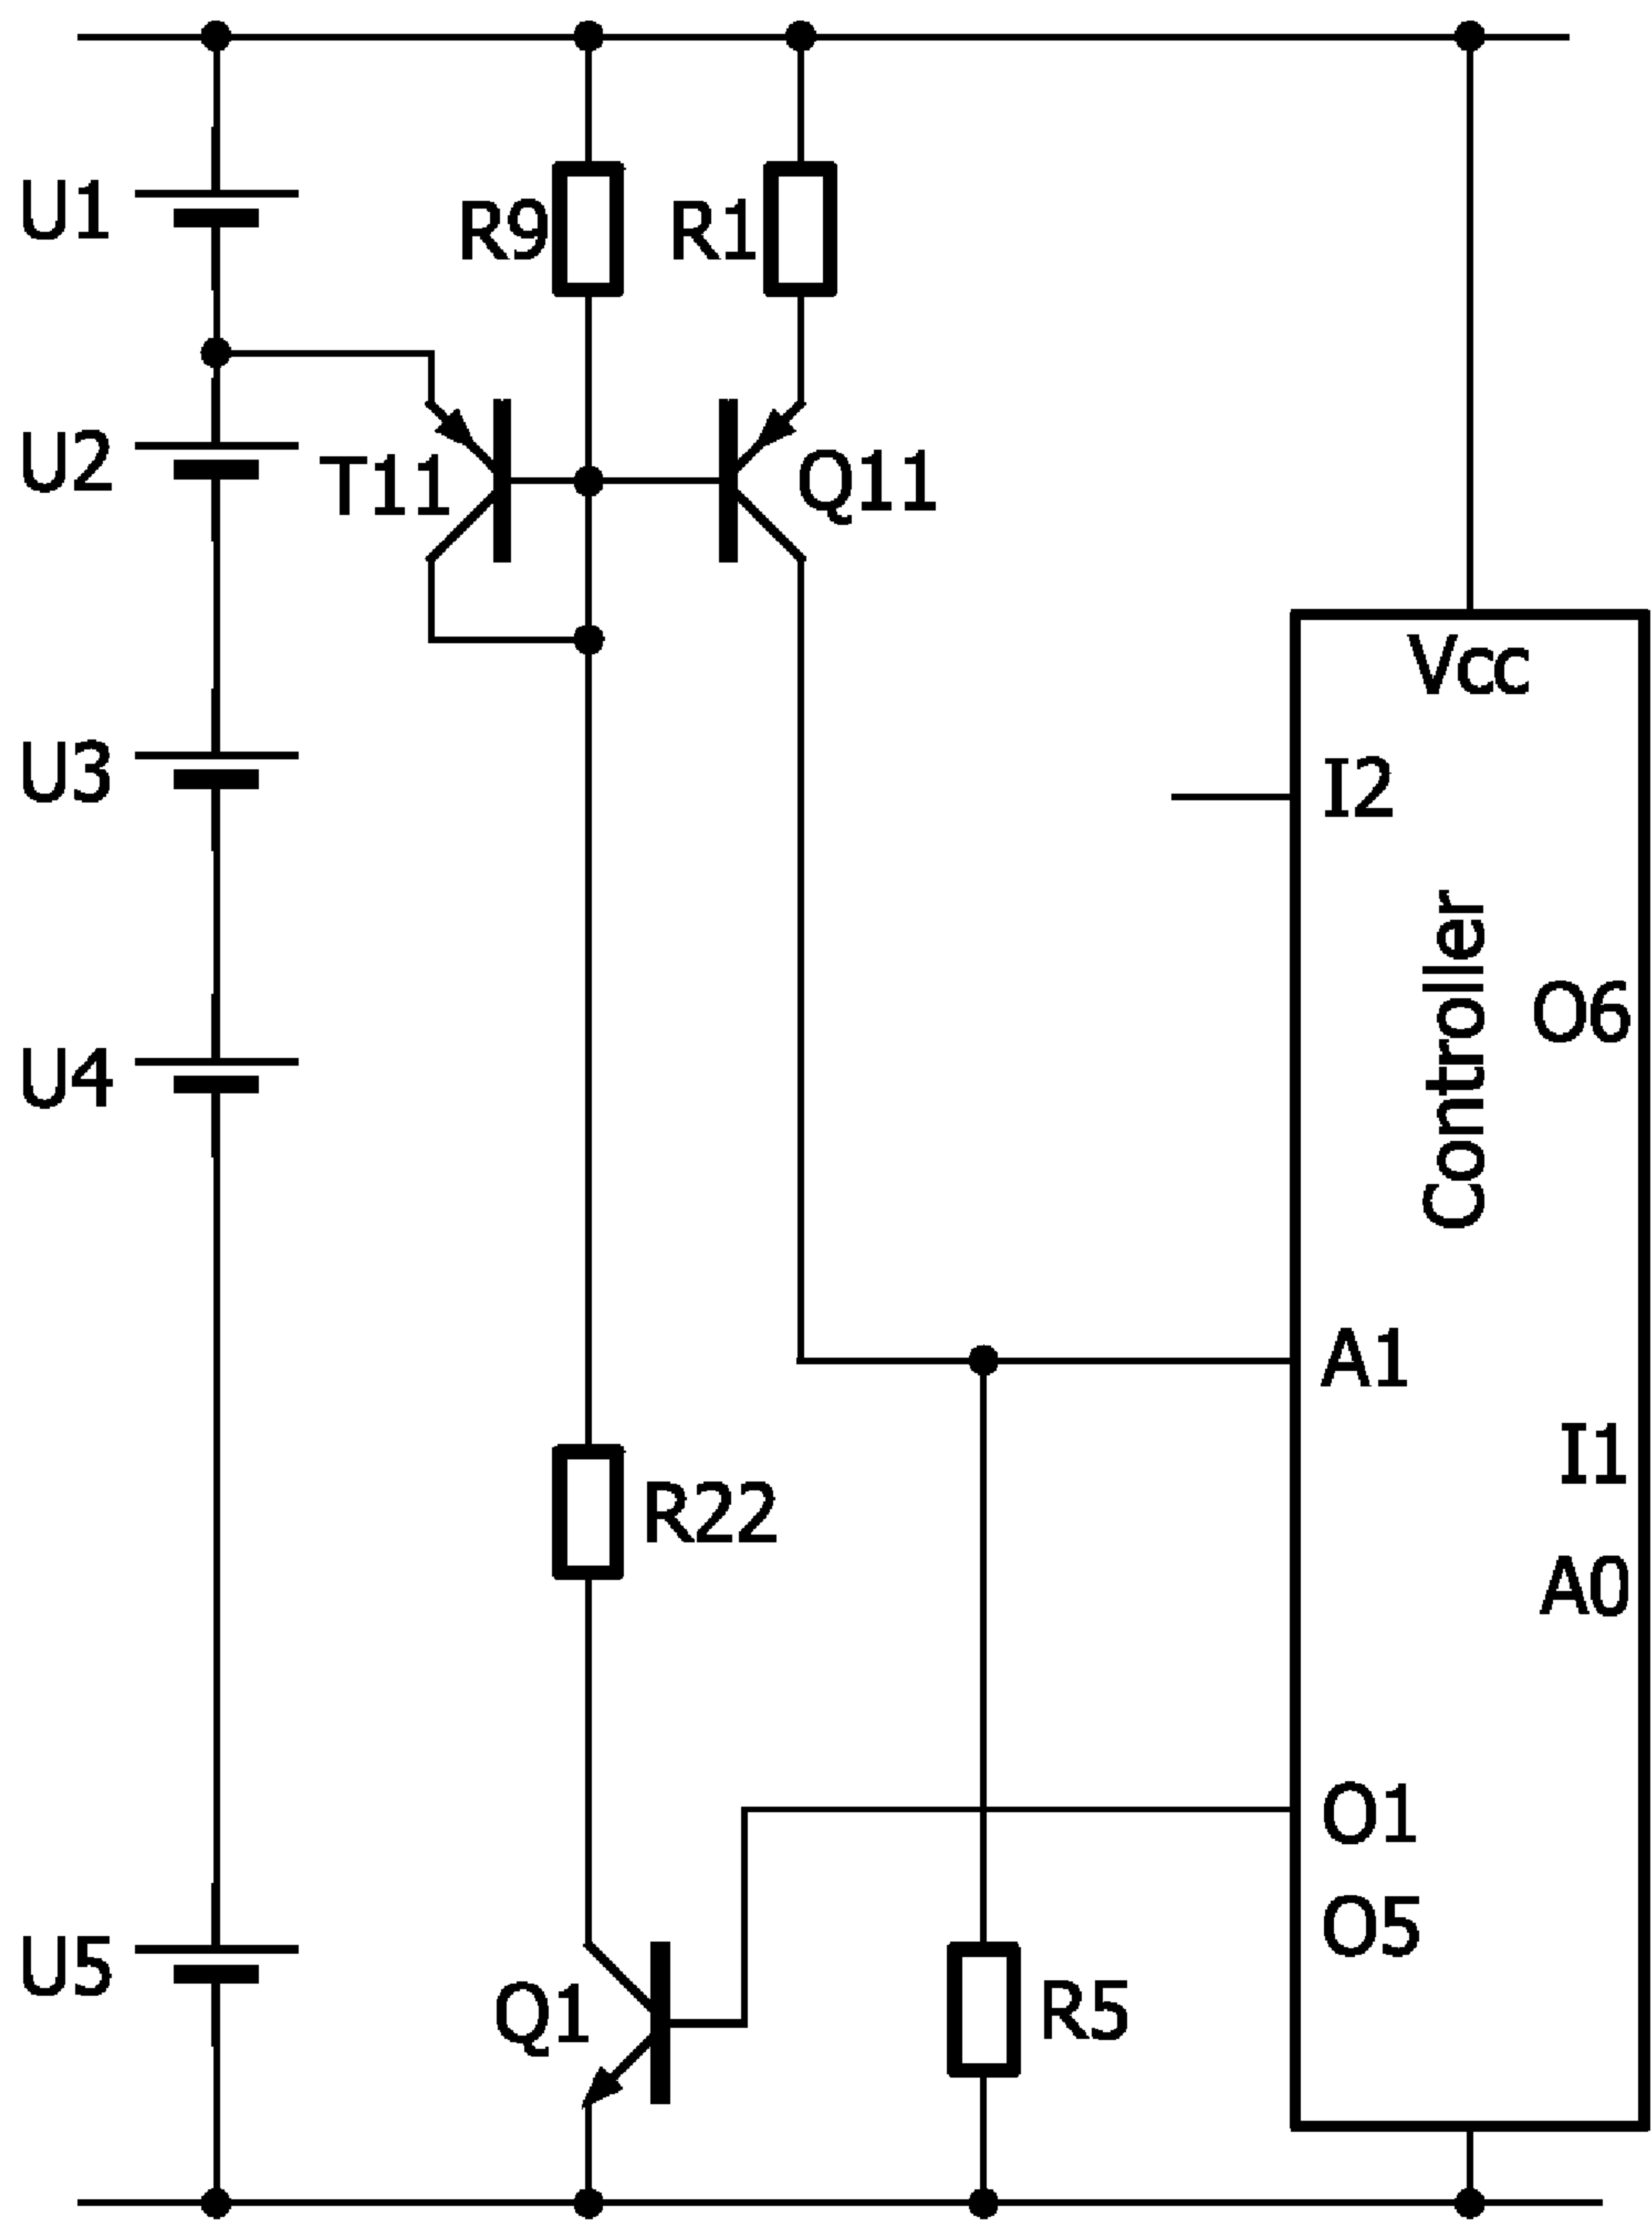 U1
R9
R1
U2
T11
Q11
Vcc
U3
I2
Controller
O6
U4
A1
I1
R22
A0
O1
O5
U5
Q1
R5